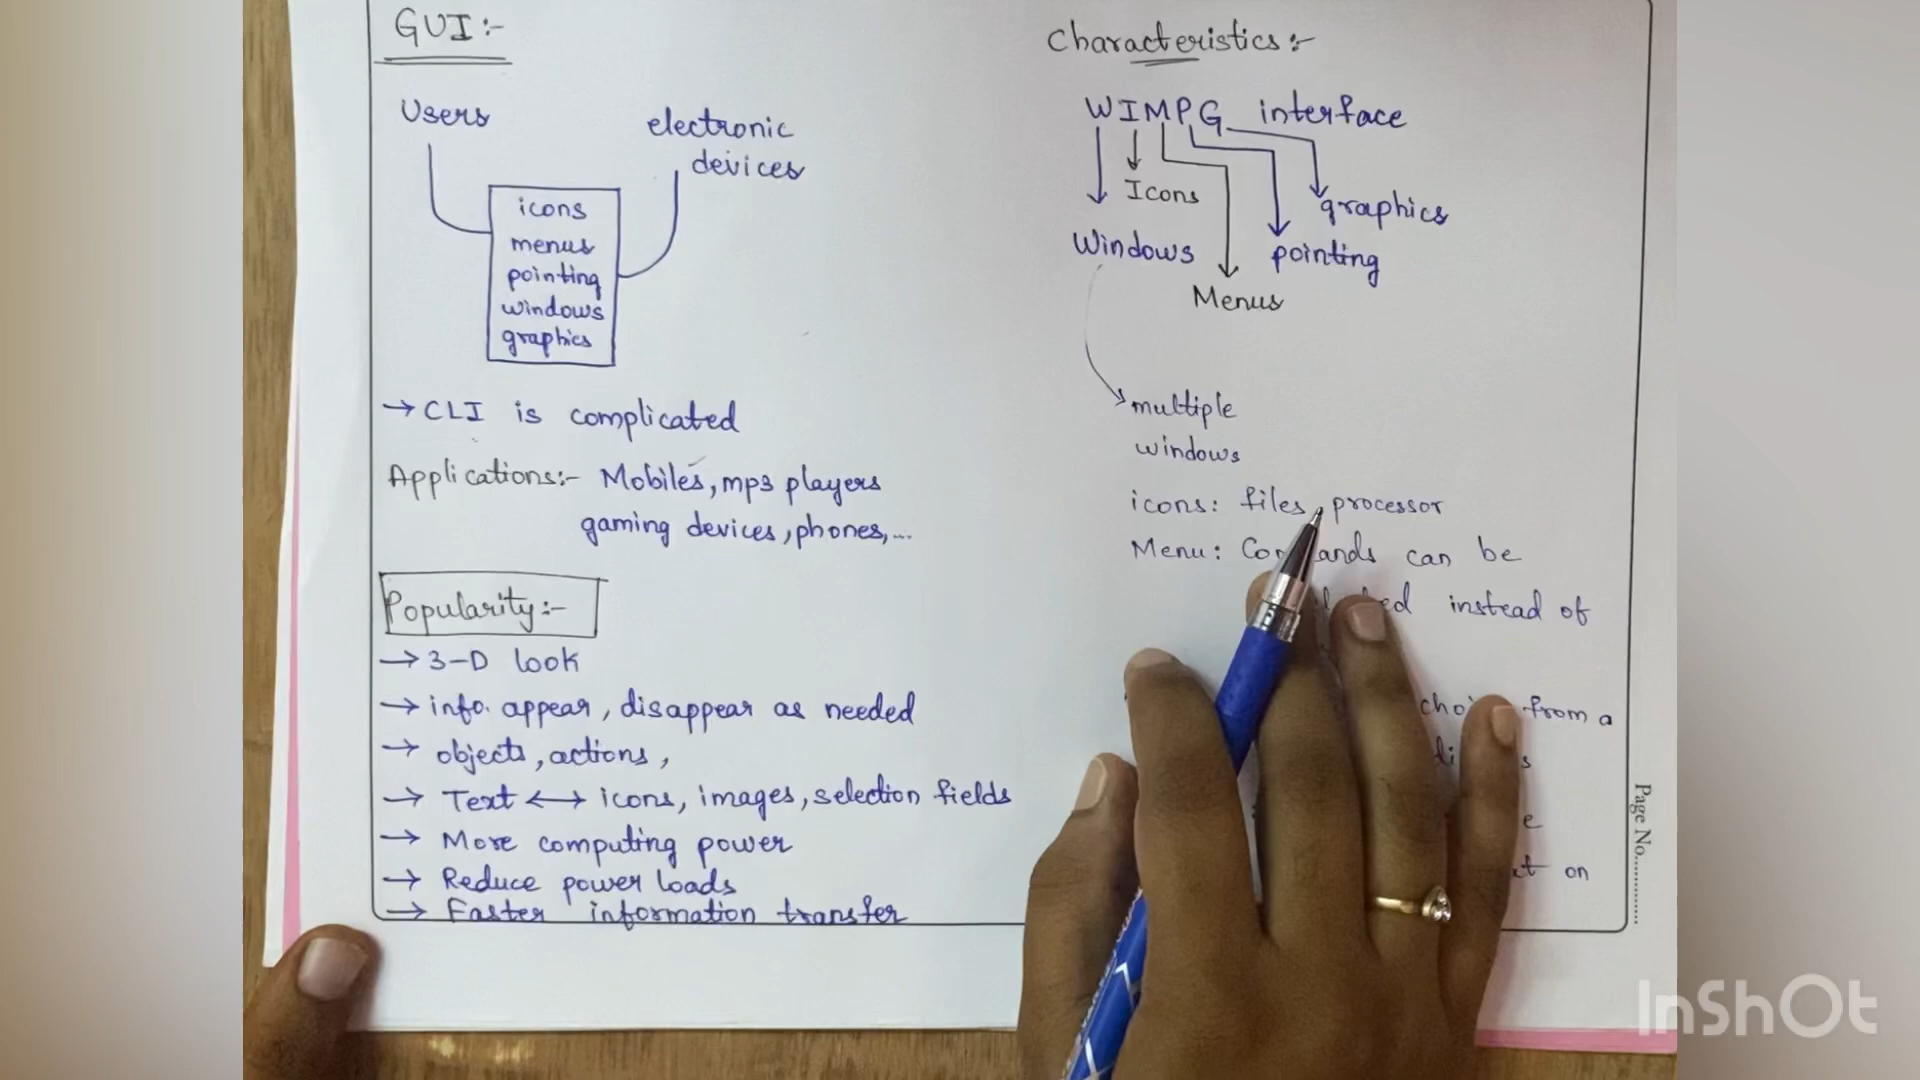 GUI:-
Users
electronic
devices
icons
menus
pointing
windows
graphics
→ CLI is complicated
Applications:- Mobiles, mp3 players
gaming devices, phones, ...
Popularity:-
→ 3-D look
→ info. appear, disappear as needed
→ objects, actions,
→ Text ↔ icons, images, selection fields
→ More computing power
→ Reduce power loads
→ Faster information transfer
Characteristics:-
WIMPG interface
Icons
graphics
Windows
pointing
Menus
multiple
windows
icons: files, processor
Menu: can be
instead of
from a
on
Page No..............
InShOt